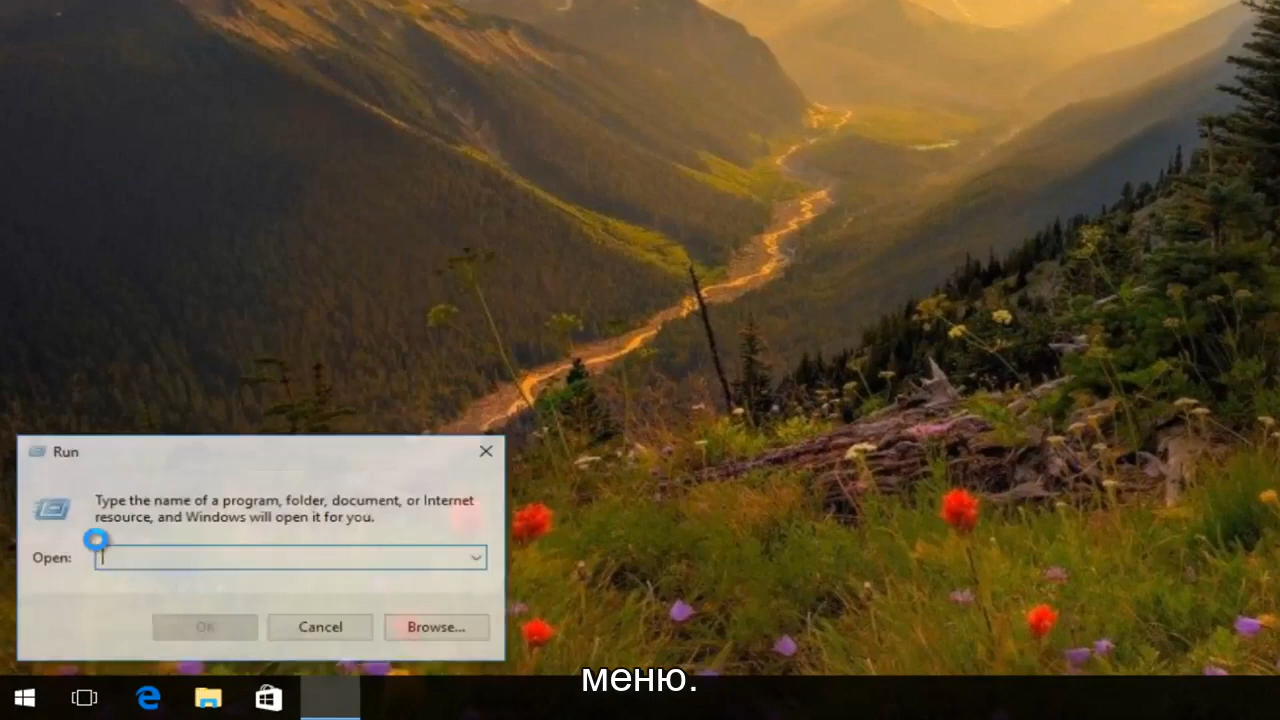 Run
Type the name of a program, folder, document, or Internet
resource, and Windows will open it for you.
Open:
OK
Cancel
Browse...
меню.